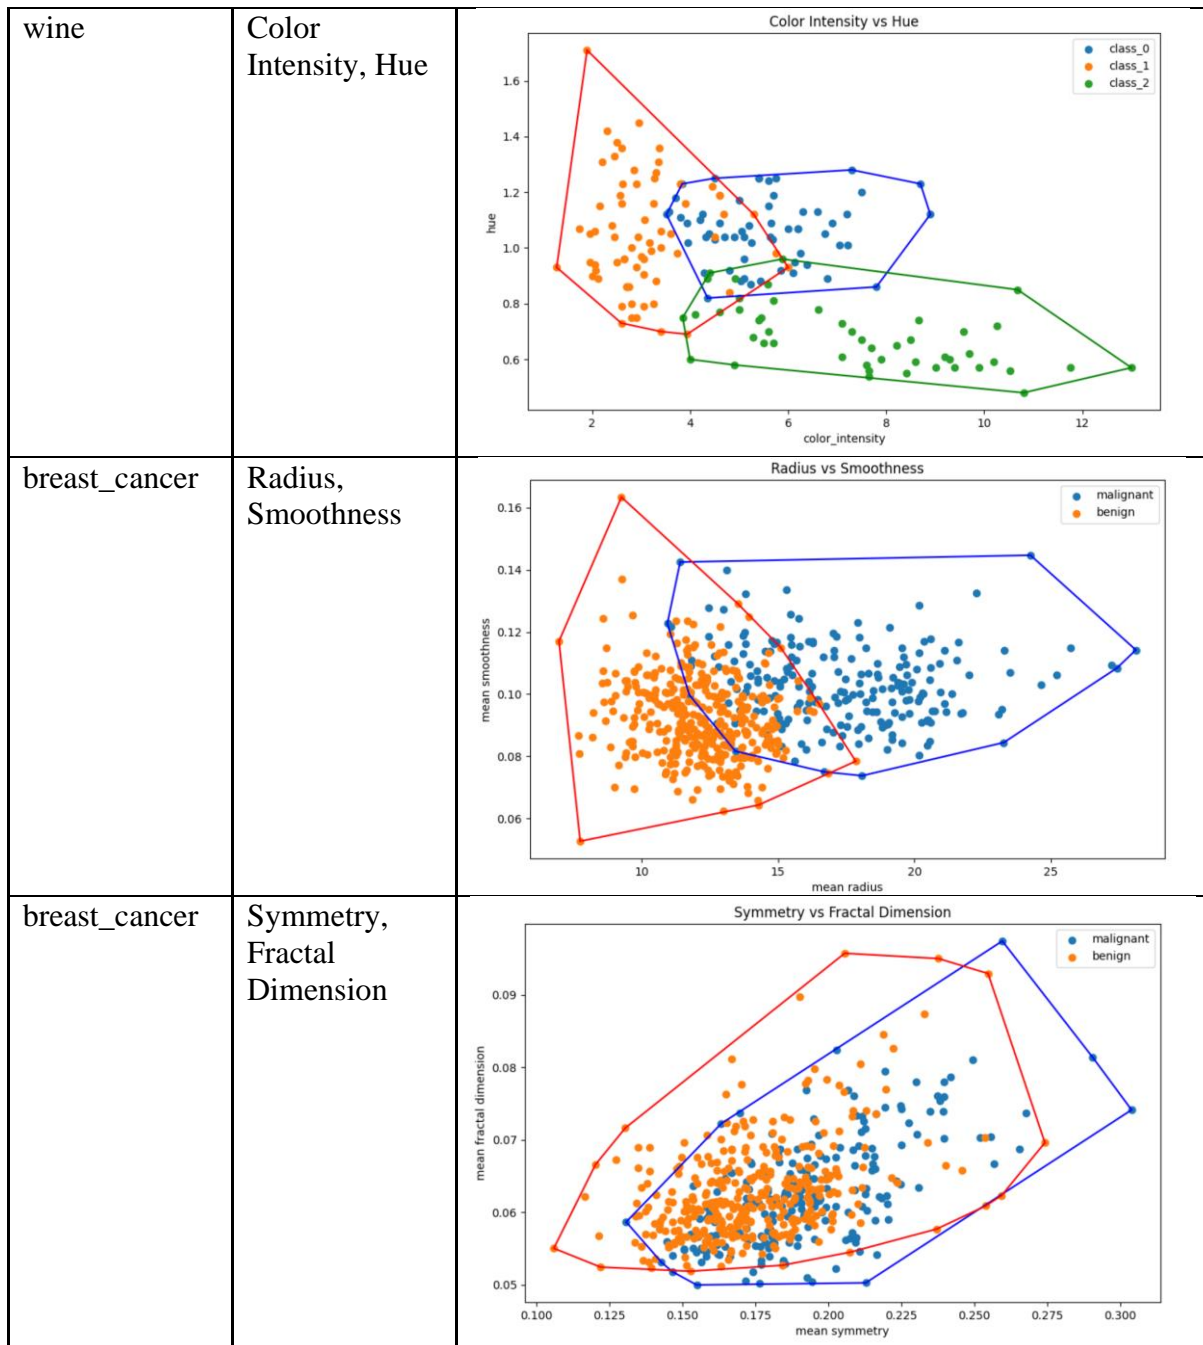 wine
Color
Intensity, Hue
Color Intensity vs Hue
class_0
class_1
class_2
1.6
1.4
1.2
1.0
0.8
0.6
hue
2 4 6 8 10 12
color_intensity
breast_cancer
Radius,
Smoothness
Radius vs Smoothness
malignant
benign
0.16
0.14
0.12
0.10
0.08
0.06
mean smoothness
10 15 20 25
mean radius
breast_cancer
Symmetry,
Fractal
Dimension
Symmetry vs Fractal Dimension
malignant
benign
0.09
0.08
0.07
0.06
0.05
mean fractal dimension
0.100 0.125 0.150 0.175 0.200 0.225 0.250 0.275 0.300
mean symmetry